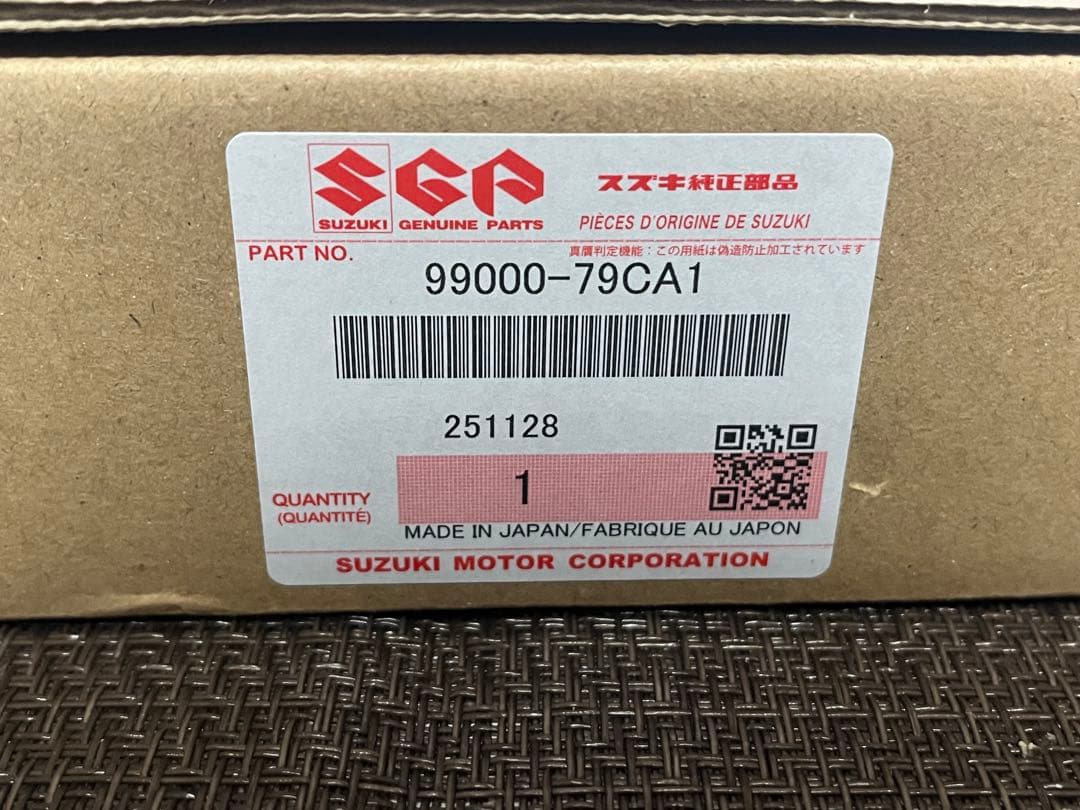 SGP
スズキ純正部品
SUZUKI GENUINE PARTS
PIÈCES D'ORIGINE DE SUZUKI
PART NO.
真贋判定機能：この用紙は偽造防止加工されています
99000-79CA1
251128
1
QUANTITY
(QUANTITÉ)
MADE IN JAPAN/FABRIQUE AU JAPON
SUZUKI MOTOR CORPORATION